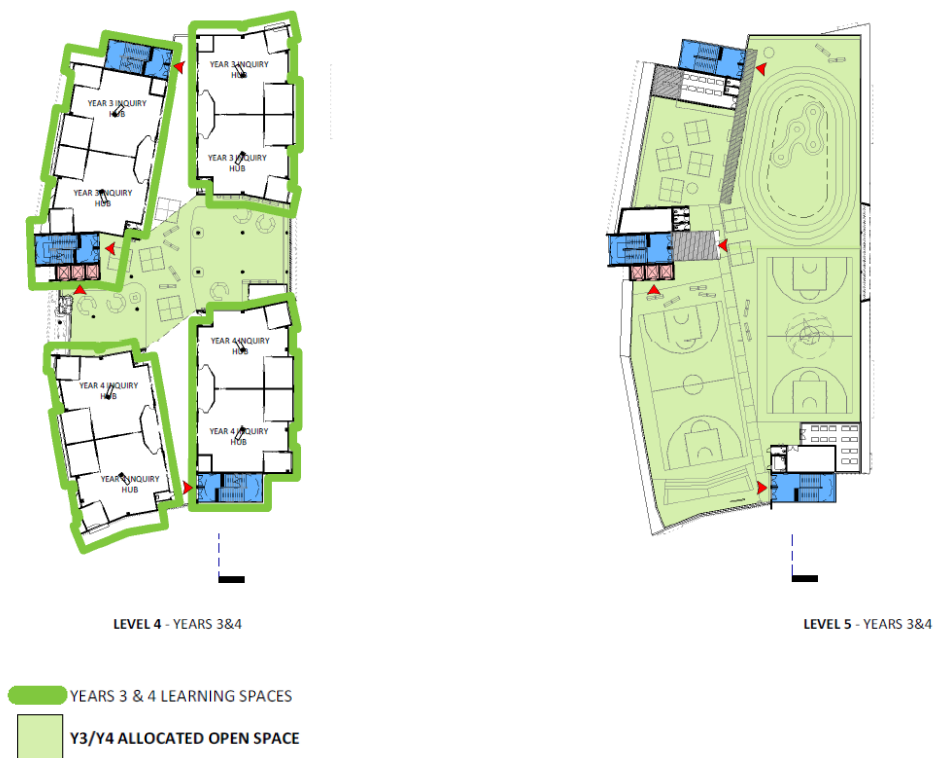 YEAR 3 INQUIRY
HUB
YEAR 3 INQUIRY
HUB
YEAR 3 INQUIRY
HUB
YEAR 3 INQUIRY
HUB
YEAR 4 INQUIRY
HUB
YEAR 4 INQUIRY
HUB
YEAR 4 INQUIRY
HUB
YEAR 4 INQUIRY
HUB
LEVEL 4 - YEARS 3&4
LEVEL 5 - YEARS 3&4
YEARS 3 & 4 LEARNING SPACES
Y3/Y4 ALLOCATED OPEN SPACE